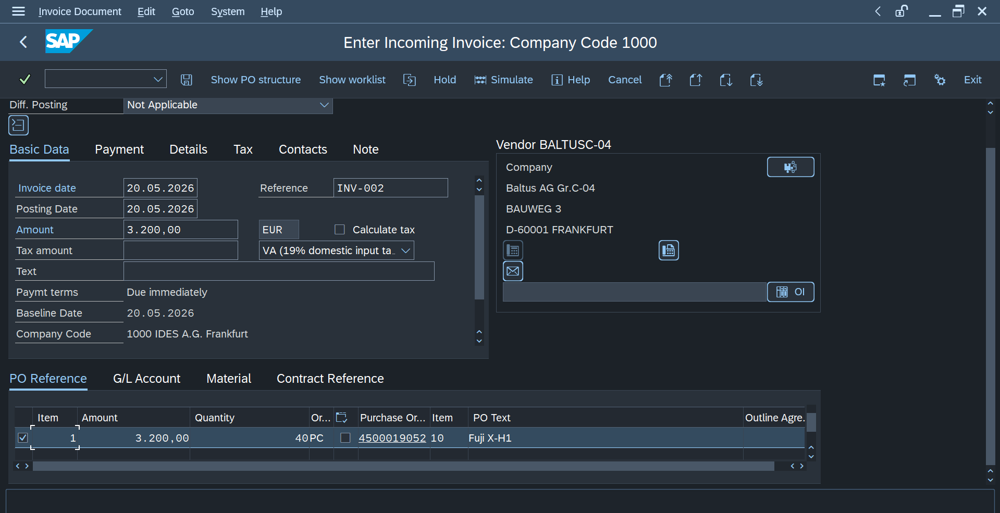 Invoice Document Edit Goto System Help
SAP
Enter Incoming Invoice: Company Code 1000
Show PO structure Show worklist Hold Simulate Help Cancel Exit
Diff. Posting Not Applicable
Basic Data Payment Details Tax Contacts Note
Vendor BALTUSC-04
Company
Invoice date 20.05.2026 Reference INV-002
Baltus AG Gr.C-04
Posting Date 20.05.2026
BAUWEG 3
Amount 3.200,00 EUR Calculate tax
D-60001 FRANKFURT
Tax amount VA (19% domestic input ta…
Text
Paymt terms Due immediately
OI
Baseline Date 20.05.2026
Company Code 1000 IDES A.G. Frankfurt
PO Reference G/L Account Material Contract Reference
Item Amount Quantity Or... Purchase Or... Item PO Text Outline Agre.
1 3.200,00 40 PC 4500019052 10 Fuji X-H1